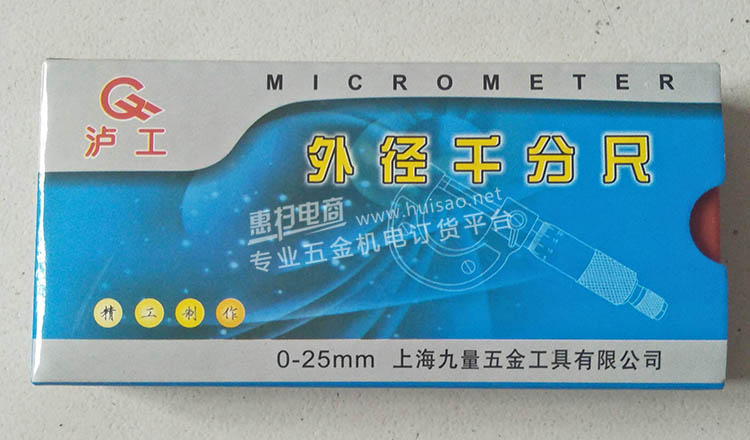 MICROMETER
泸工
外径千分尺
惠扫电商 www.huisao.net
专业五金机电订货平台
精工制作
0-25mm 上海九量五金工具有限公司